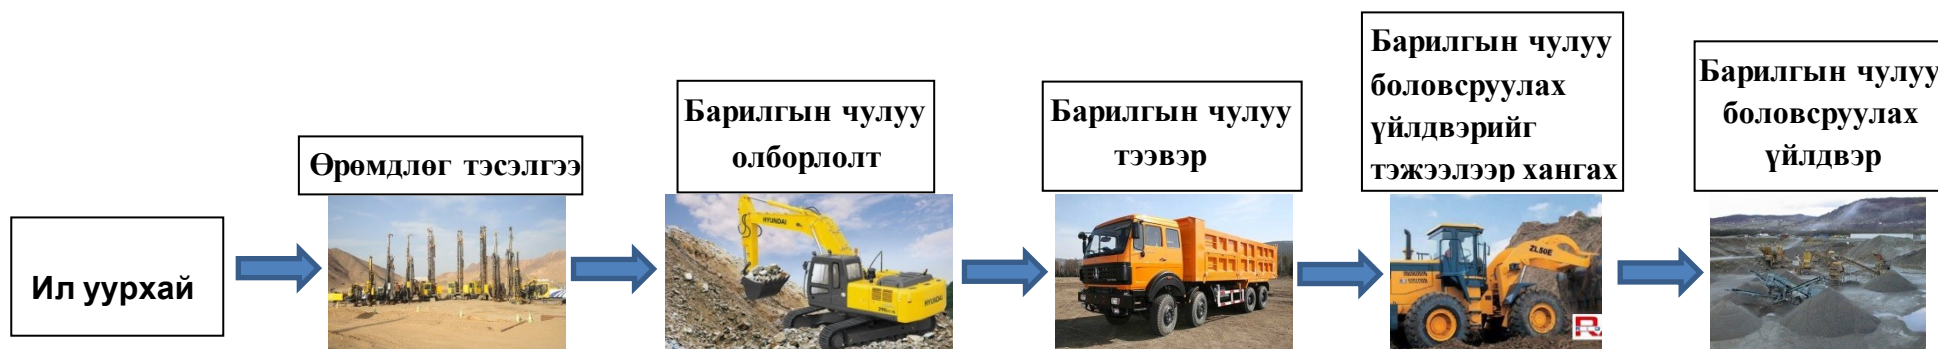 Ил уурхай
Өрөмдлөг тэсэлгээ
Барилгын чулуу
олборлолт
HYUNDAI
HYUNDAI
Барилгын чулуу
тээвэр
Барилгын чулуу
боловсруулах
үйлдвэрийг
тэжээлээр хангах
ZL50E
R
Барилгын чулуу
боловсруулах
үйлдвэр